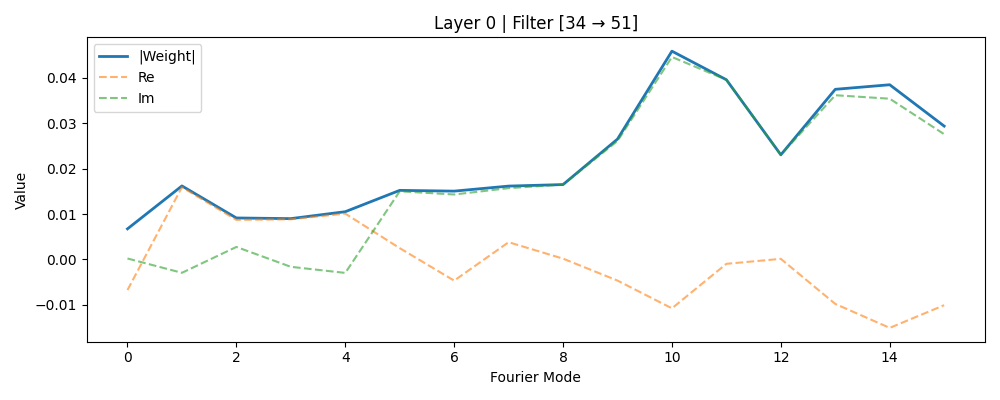 Layer 0 | Filter [34 → 51]
|Weight|
Re
Im
0.04
0.03
0.02
0.01
0.00
−0.01
Value
0 2 4 6 8 10 12 14
Fourier Mode